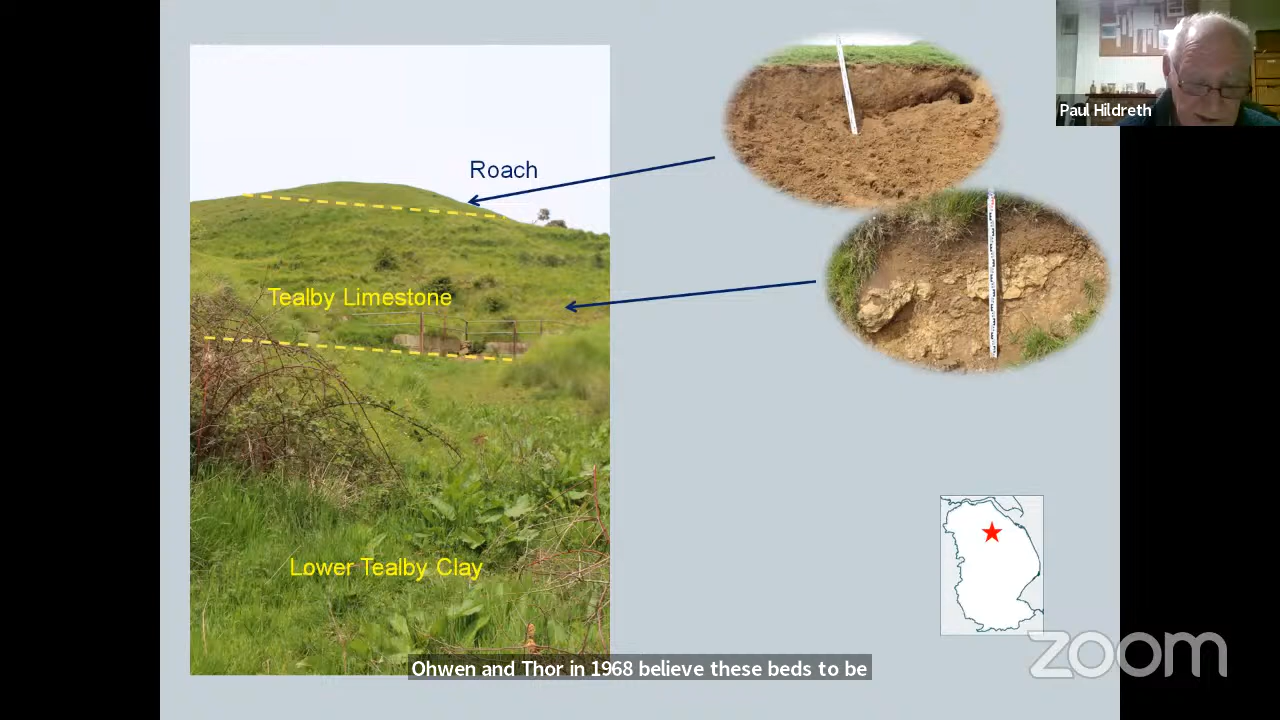 Paul Hildreth
Roach
Tealby Limestone
Lower Tealby Clay
Ohwen and Thor in 1968 believe these beds to be
zoom